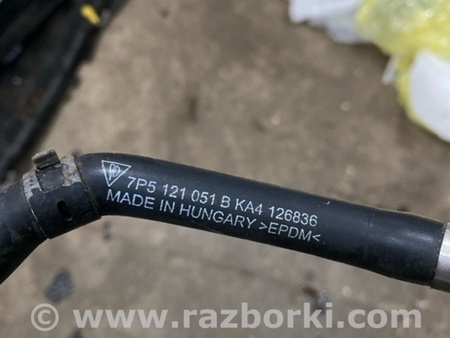 7P5 121 051 B KA4 126836
MADE IN HUNGARY >EPDM<
© www.razborki.com